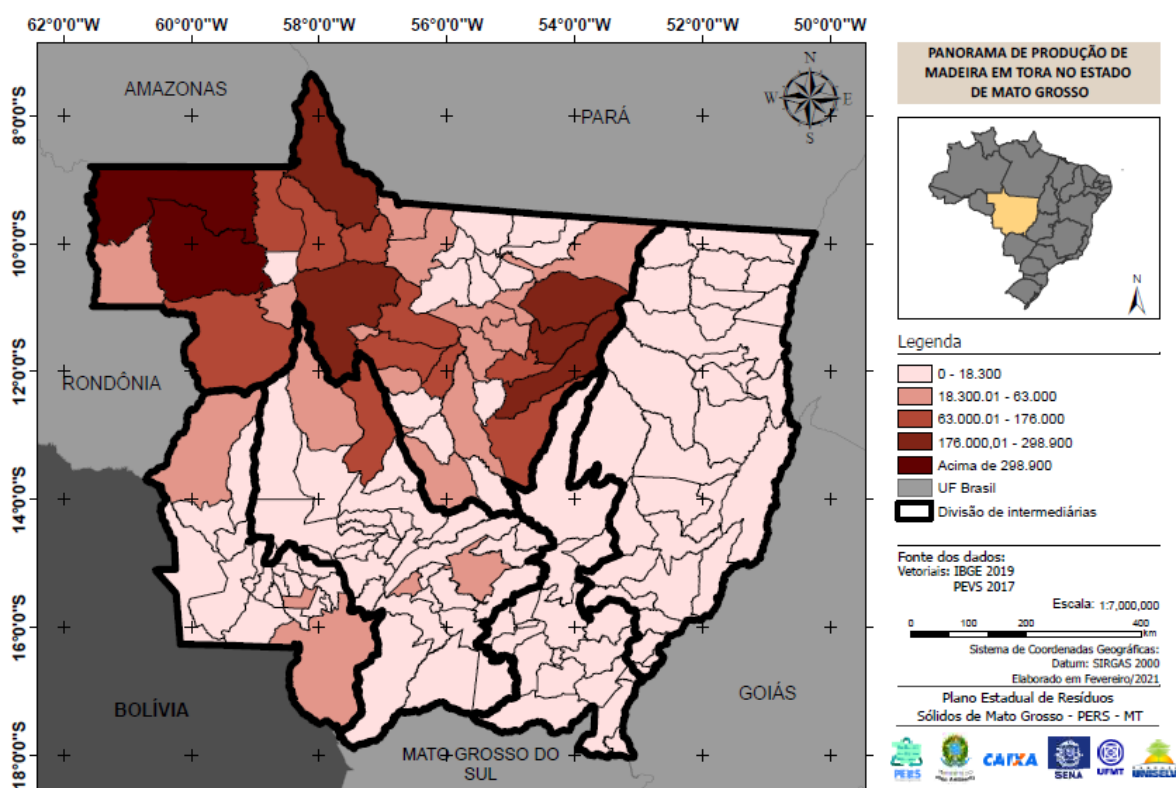 62°0'0"W 60°0'0"W 58°0'0"W 56°0'0"W 54°0'0"W 52°0'0"W 50°0'0"W
8°0'0"S
10°0'0"S
12°0'0"S
14°0'0"S
16°0'0"S
18°0'0"S
AMAZONAS
PARÁ
N
W E
S
RONDÔNIA
BOLÍVIA
GOIÁS
MATO GROSSO DO
SUL
PANORAMA DE PRODUÇÃO DE
MADEIRA EM TORA NO ESTADO
DE MATO GROSSO
N
Legenda
0 - 18.300
18.300.01 - 63.000
63.000.01 - 176.000
176.000,01 - 298.900
Acima de 298.900
UF Brasil
Divisão de intermediárias
Fonte dos dados:
Vetoriais: IBGE 2019
PEVS 2017
Escala: 1:7,000,000
0 100 200 400
km
Sistema de Coordenadas Geográficas:
Datum: SIRGAS 2000
Elaborado em Fevereiro/2021
Plano Estadual de Resíduos
Sólidos de Mato Grosso - PERS - MT
PERS
CAIXA
SENA
UFMT
UNISELVA